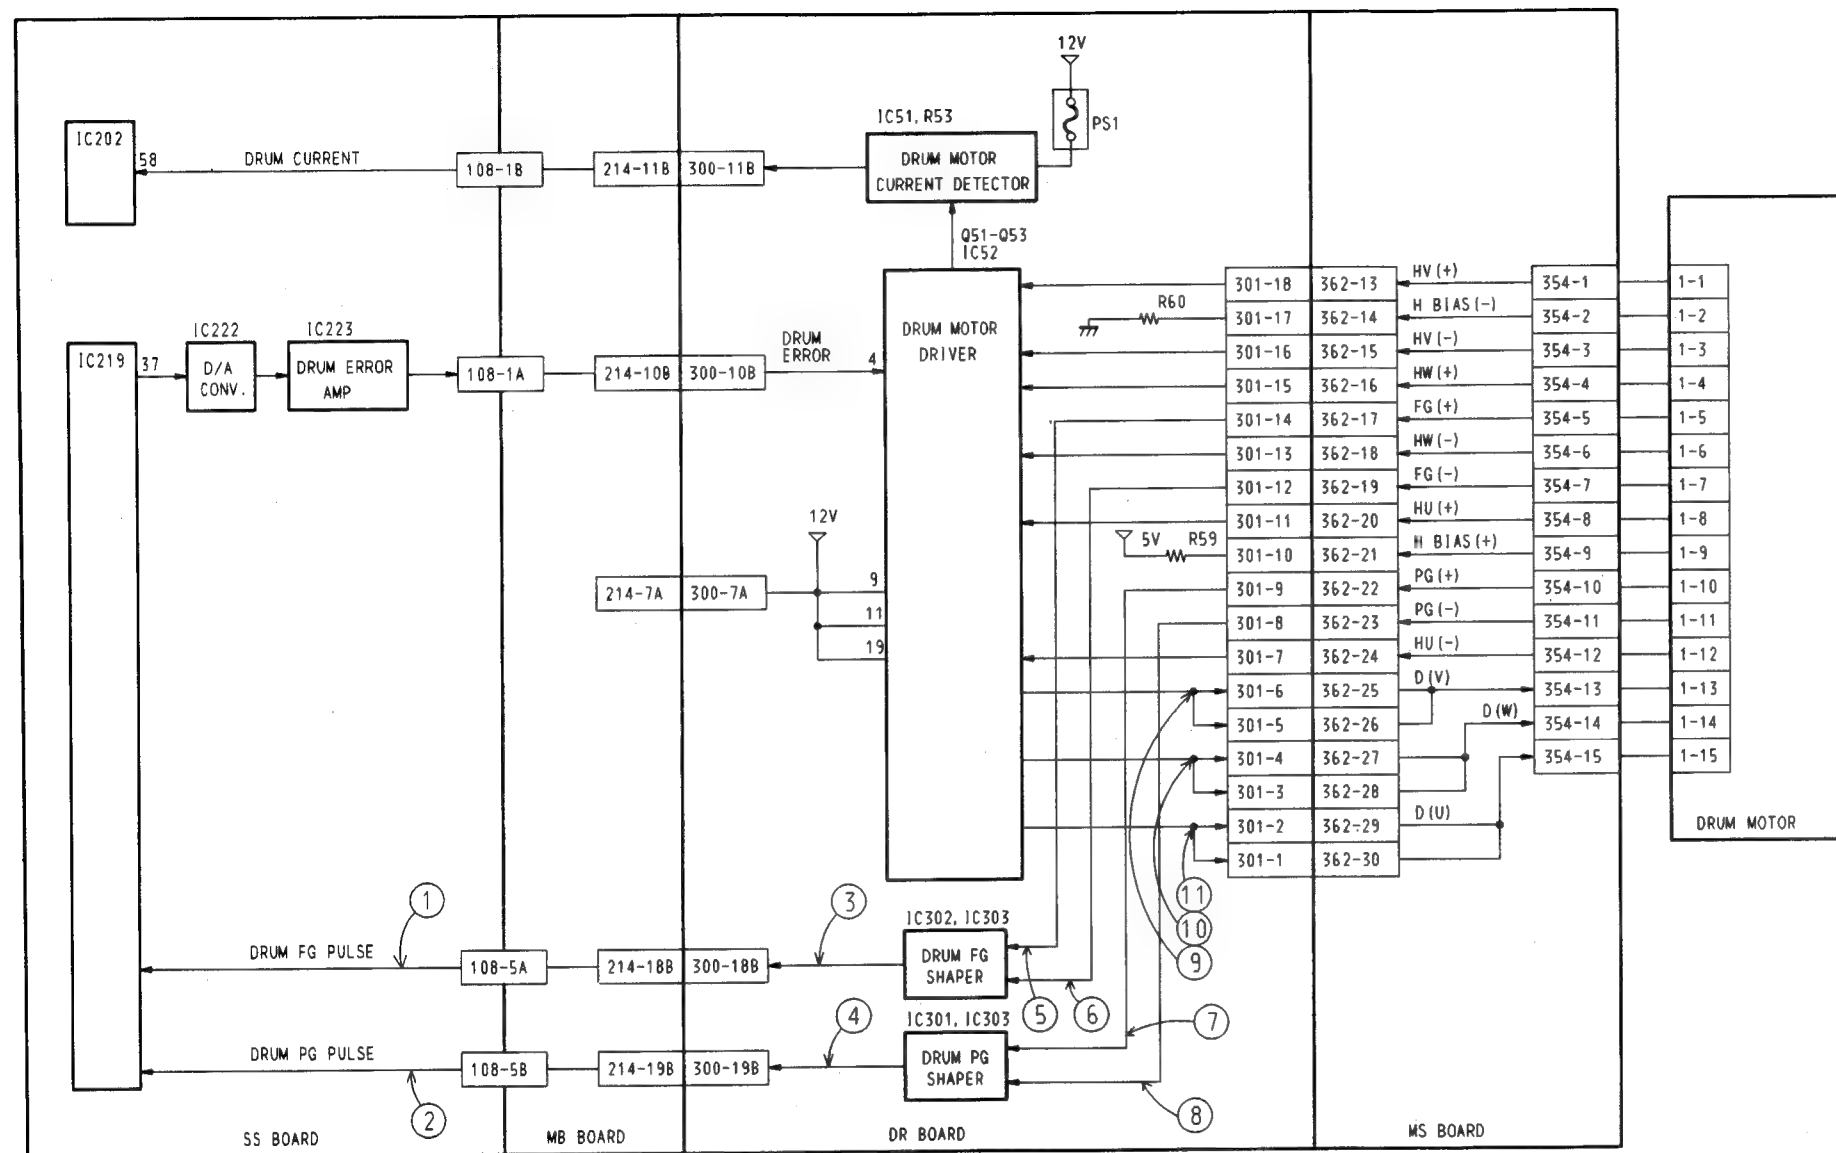 12V
PS1
IC51, R53
DRUM MOTOR
CURRENT DETECTOR
IC202
58
DRUM CURRENT
108-1B
214-11B
300-11B
Q51-Q53
IC52
DRUM MOTOR
DRIVER
IC219
37
IC222
D/A
CONV.
IC223
DRUM ERROR
AMP
108-1A
214-10B
300-10B
DRUM
ERROR
4
12V
214-7A
300-7A
9
11
19
R60
5V
R59
301-18
362-13
HV(+)
354-1
1-1
301-17
362-14
H BIAS(-)
354-2
1-2
301-16
362-15
HV(-)
354-3
1-3
301-15
362-16
HW(+)
354-4
1-4
301-14
362-17
FG(+)
354-5
1-5
301-13
362-18
HW(-)
354-6
1-6
301-12
362-19
FG(-)
354-7
1-7
301-11
362-20
HU(+)
354-8
1-8
301-10
362-21
H BIAS(+)
354-9
1-9
301-9
362-22
PG(+)
354-10
1-10
301-8
362-23
PG(-)
354-11
1-11
301-7
362-24
HU(-)
354-12
1-12
301-6
362-25
D(V)
354-13
1-13
301-5
362-26
D(W)
354-14
1-14
301-4
362-27
354-15
1-15
301-3
362-28
301-2
362-29
D(U)
301-1
362-30
DRUM MOTOR
11
10
9
1
DRUM FG PULSE
108-5A
214-18B
300-18B
3
IC302, IC303
DRUM FG
SHAPER
5
6
7
2
DRUM PG PULSE
108-5B
214-19B
300-19B
4
IC301, IC303
DRUM PG
SHAPER
8
SS BOARD
MB BOARD
DR BOARD
MS BOARD